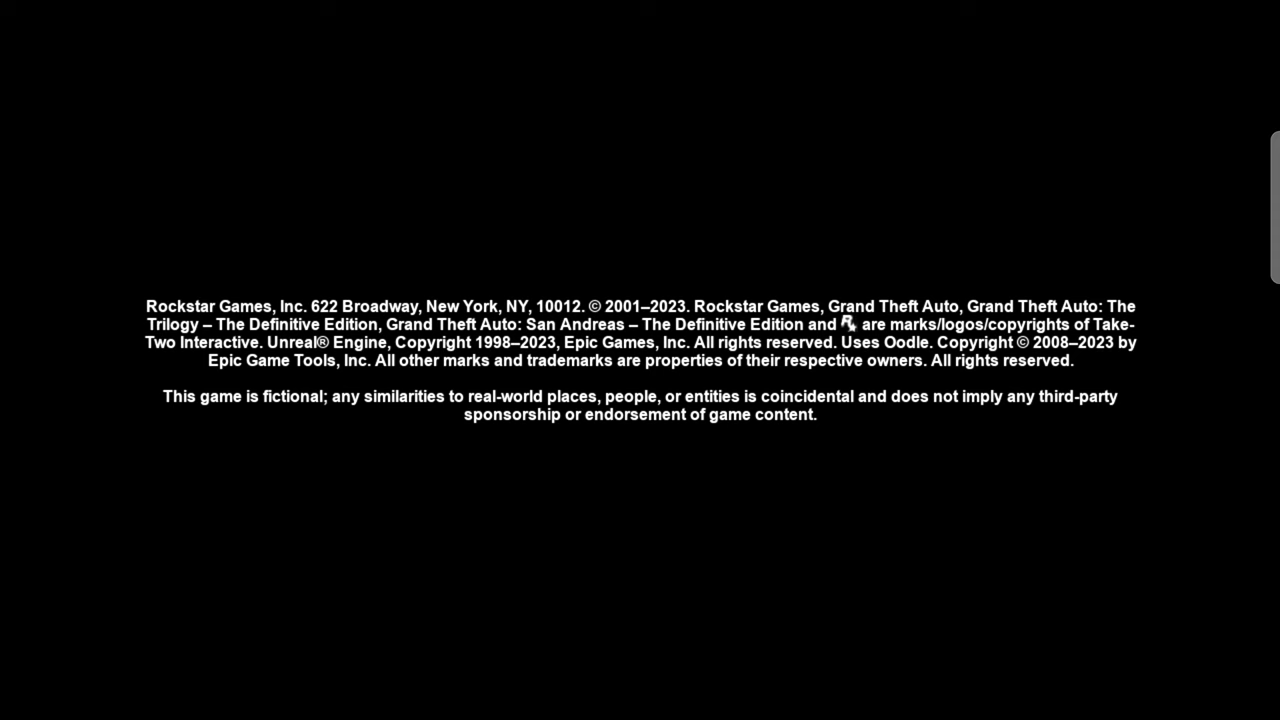 Rockstar Games, Inc. 622 Broadway, New York, NY, 10012. © 2001–2023. Rockstar Games, Grand Theft Auto, Grand Theft Auto: The
Trilogy – The Definitive Edition, Grand Theft Auto: San Andreas – The Definitive Edition and R* are marks/logos/copyrights of Take-
Two Interactive. Unreal® Engine, Copyright 1998–2023, Epic Games, Inc. All rights reserved. Uses Oodle. Copyright © 2008–2023 by
Epic Game Tools, Inc. All other marks and trademarks are properties of their respective owners. All rights reserved.
This game is fictional; any similarities to real-world places, people, or entities is coincidental and does not imply any third-party
sponsorship or endorsement of game content.